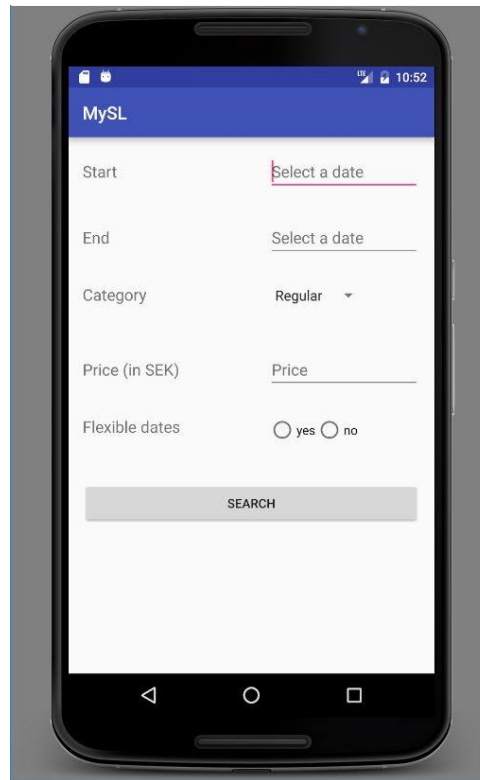 LTE 10:52
MySL
Start Select a date
End Select a date
Category Regular
Price (in SEK) Price
Flexible dates yes no
SEARCH